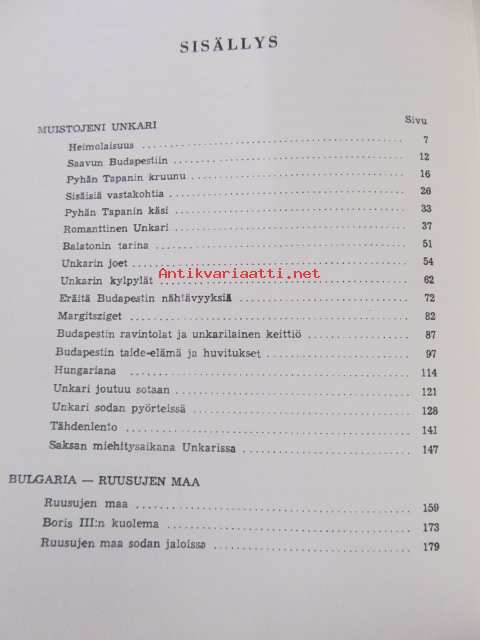 SISÄLLYS
Sivu
MUISTOJENI UNKARI
Heimolaisuus 7
Saavun Budapestiin 12
Pyhän Tapanin kruunu 16
Sisäisiä vastakohtia 26
Pyhän Tapanin käsi 33
Romanttinen Unkari 37
Balatonin tarina 51
Unkarin joet 54
Antikvariaatti.net
Unkarin kylpylät 62
Eräitä Budapestin nähtävyyksiä 72
Margitsziget 82
Budapestin ravintolat ja unkarilainen keittiö 87
Budapestin taide-elämä ja huvitukset 97
Hungariana 114
Unkari joutuu sotaan 121
Unkari sodan pyörteissä 128
Tähdenlento 141
Saksan miehitysaikana Unkarissa 147
BULGARIA — RUUSUJEN MAA
Ruusujen maa 159
Boris III:n kuolema 173
Ruusujen maa sodan jaloissa 179